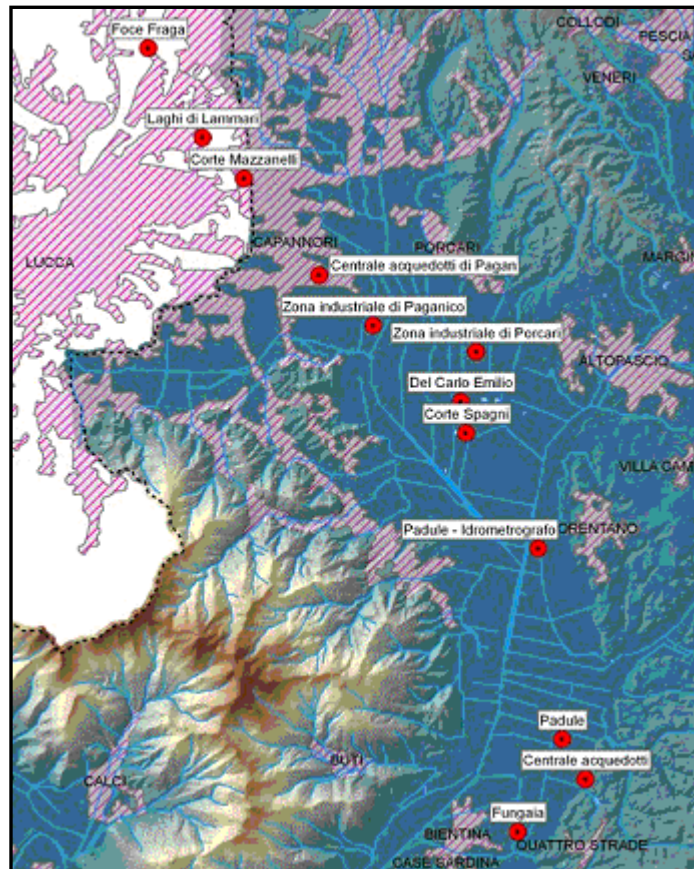 COLLODI
Foce Fraga
PESCIA
VENERI
Laghi di Lammari
Corte Mazzanelli
CAPANNORI
PORCARI
LUCCA
Centrale acquedotti di Pagan
Zona industriale di Paganico
Zona industriale di Porcari
ALTOPASCIO
Del Carlo Emilio
Corte Spagni
VILLA CAM
Padule - Idrometrografo
ORENTANO
Padule
BUTI
Centrale acquedotti
CALCI
Fungaia
BIENTINA
QUATTRO STRADE
CASE SARDINA